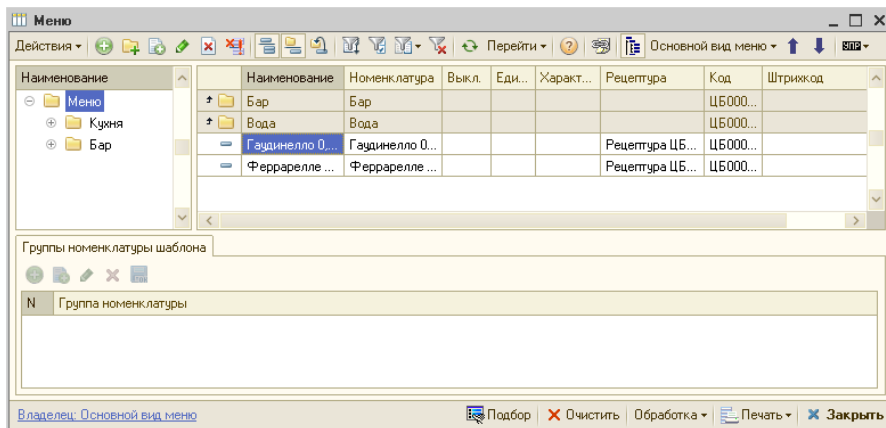 Меню
Действия Перейти Основной вид меню
Наименование
Меню
Кухня
Бар
Наименование Номенклатура Выкл. Еди... Характ... Рецептура Код Штрихкод
Бар Бар ЦБ000...
Вода Вода ЦБ000...
Гаудинелло 0,... Гаудинелло 0... Рецептура ЦБ... ЦБ000...
Феррарелле ... Феррарелле ... Рецептура ЦБ... ЦБ000...
Группы номенклатуры шаблона
N Группа номенклатуры
Владелец: Основной вид меню Подбор Очистить Обработка Печать Закрыть